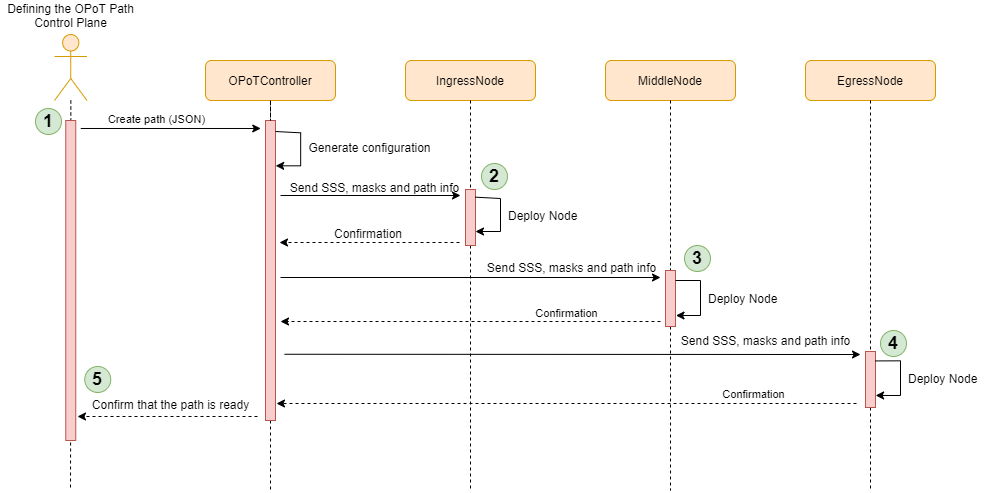 Defining the OPoT Path
Control Plane
OPoTController
IngressNode
MiddleNode
EgressNode
1
Create path (JSON)
Generate configuration
2
Send SSS, masks and path info
Deploy Node
Confirmation
3
Send SSS, masks and path info
Deploy Node
Confirmation
4
Send SSS, masks and path info
Deploy Node
Confirmation
5
Confirm that the path is ready